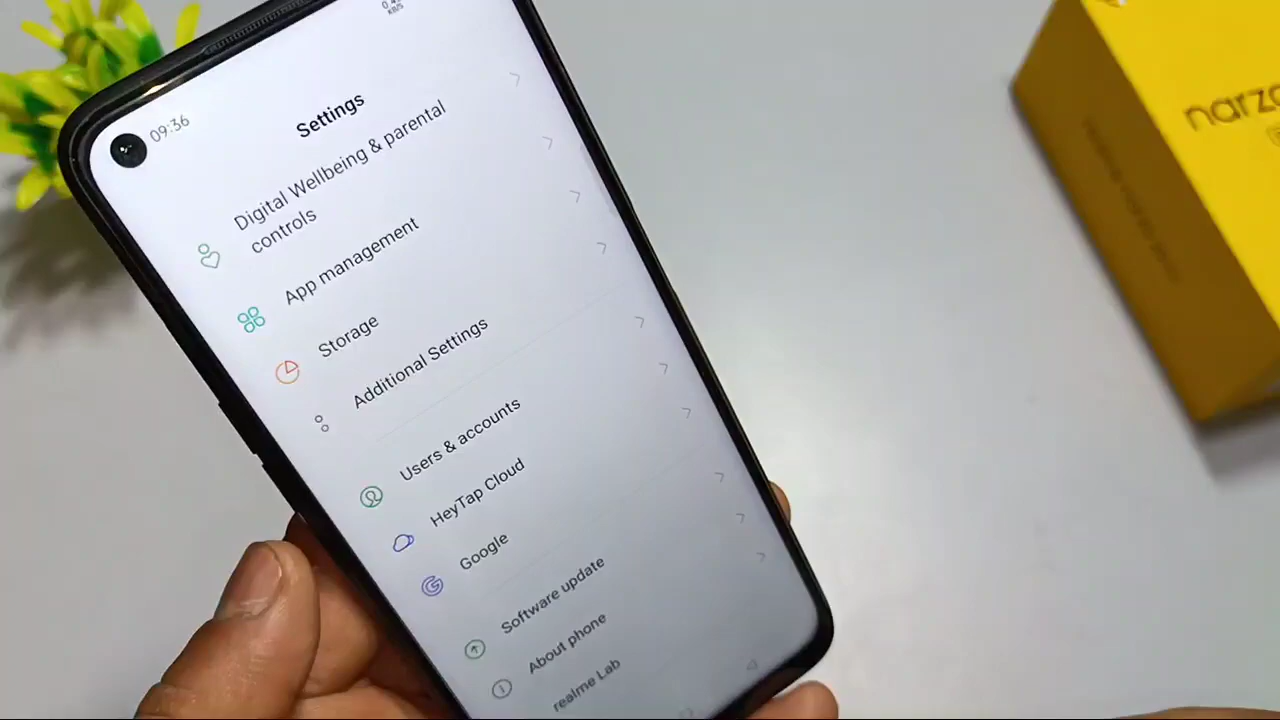 09:36
KB/S
Settings
Digital Wellbeing & parental
controls
App management
Storage
Additional Settings
Users & accounts
HeyTap Cloud
Google
Software update
About phone
realme Lab